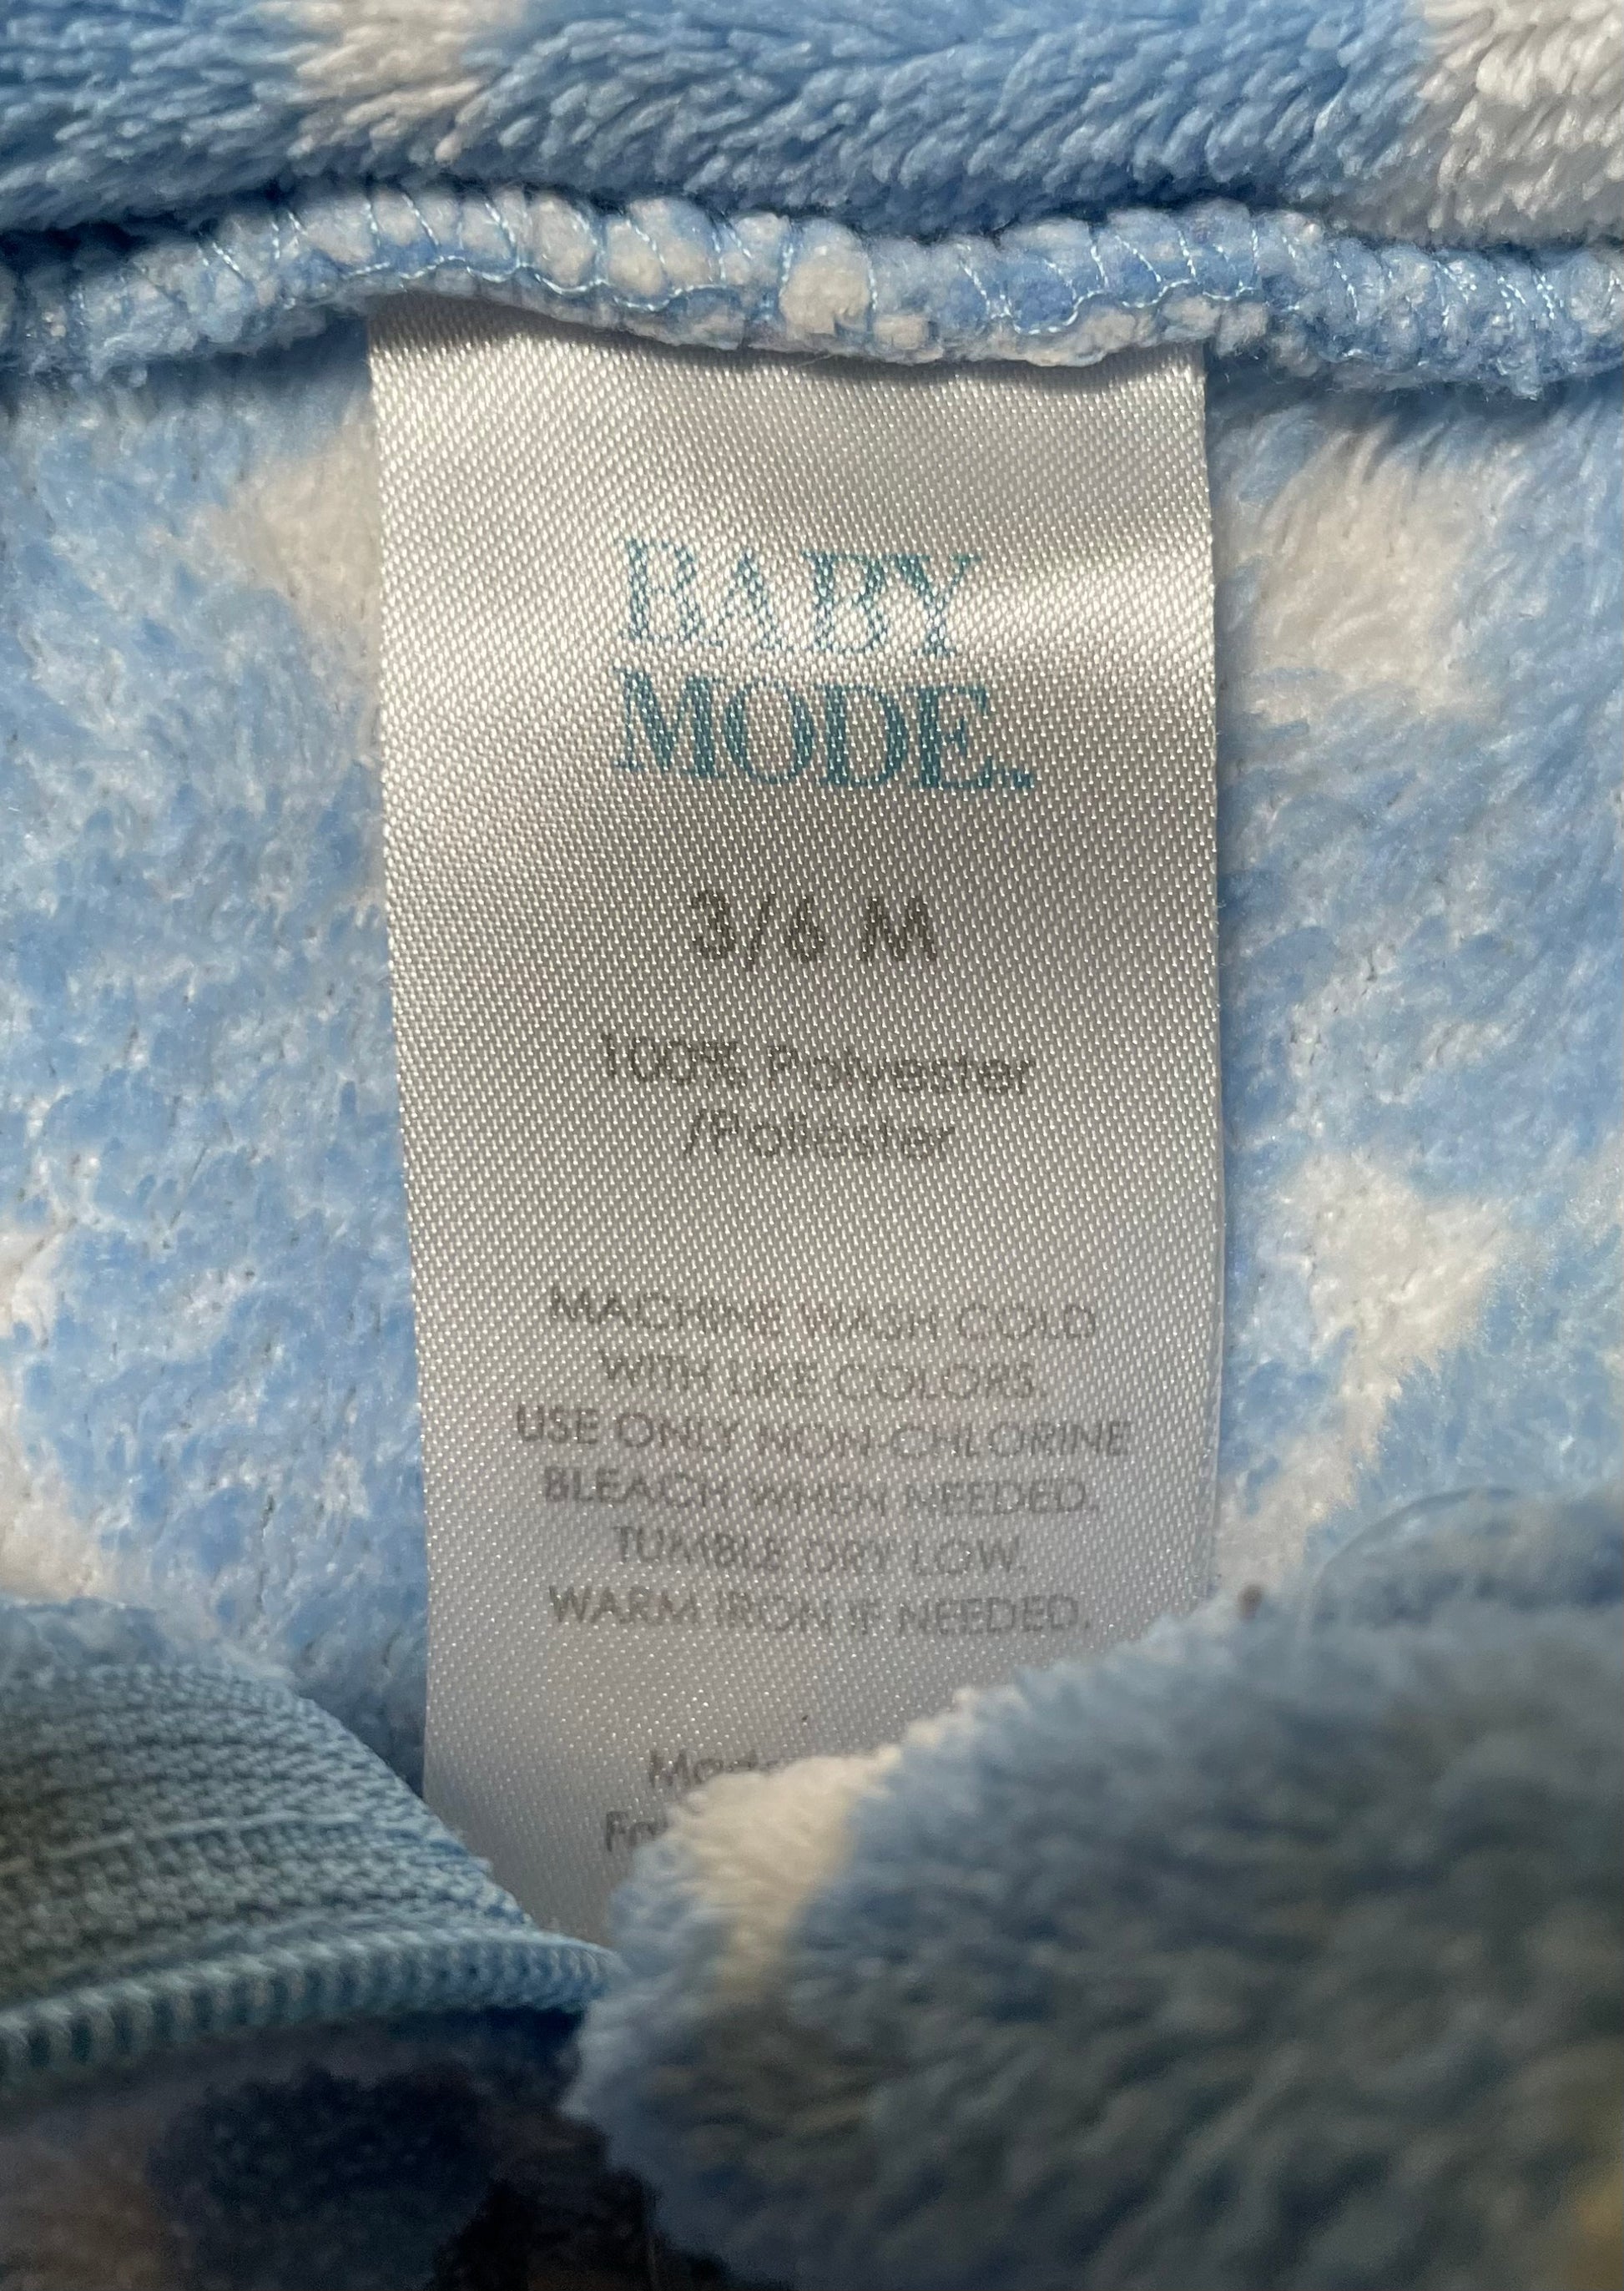 BABY
MODE™
3/6 M
100% Polyester
/Poliéster
MACHINE WASH COLD
WITH LIKE COLORS.
USE ONLY NON-CHLORINE
BLEACH WHEN NEEDED.
TUMBLE DRY LOW.
WARM IRON IF NEEDED.